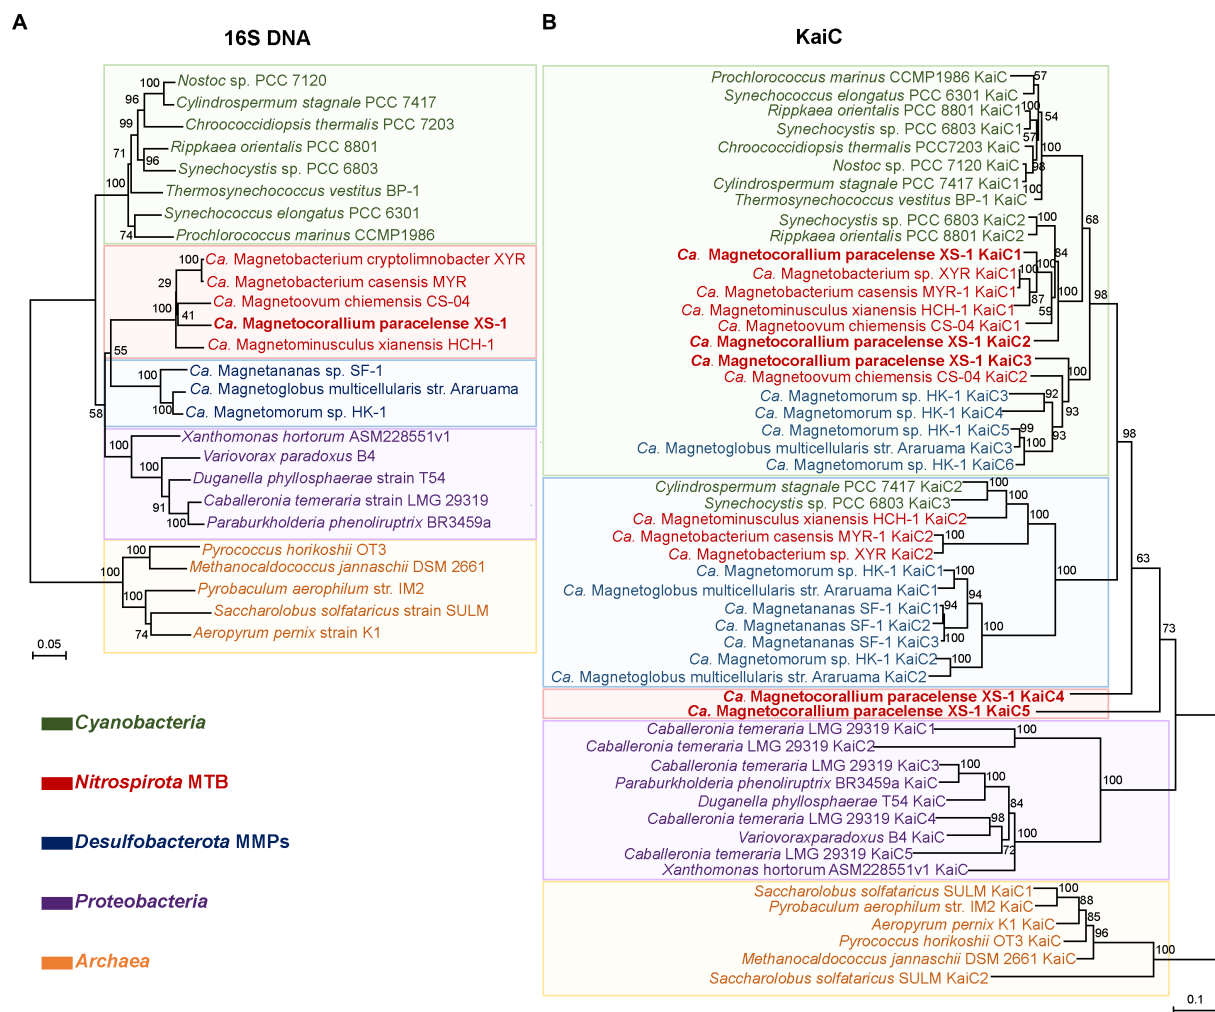 A
16S DNA
100
Nostoc sp. PCC 7120
96
Cylindrospermum stagnale PCC 7417
99
Chroococcidiopsis thermalis PCC 7203
71
Rippkaea orientalis PCC 8801
96
Synechocystis sp. PCC 6803
100
Thermosynechococcus vestitus BP-1
Synechococcus elongatus PCC 6301
74
Prochlorococcus marinus CCMP1986
100
Ca. Magnetobacterium cryptolimnobacter XYR
29
Ca. Magnetobacterium casensis MYR
100
Ca. Magnetoovum chiemensis CS-04
41
Ca. Magnetocorallium paracelense XS-1
Ca. Magnetominusculus xianensis HCH-1
55
100
Ca. Magnetananas sp. SF-1
Ca. Magnetoglobus multicellularis str. Araruama
100
Ca. Magnetomorum sp. HK-1
58
100
Xanthomonas hortorum ASM228551v1
100
Variovorax paradoxus B4
Duganella phyllosphaerae strain T54
91
Caballeronia temeraria strain LMG 29319
100
Paraburkholderia phenoliruptrix BR3459a
100
Pyrococcus horikoshii OT3
100
Methanocaldococcus jannaschii DSM 2661
100
Pyrobaculum aerophilum str. IM2
Saccharolobus solfataricus strain SULM
74
Aeropyrum pernix strain K1
0.05
Cyanobacteria
Nitrospirota MTB
Desulfobacterota MMPs
Proteobacteria
Archaea
B
KaiC
Prochlorococcus marinus CCMP1986 KaiC
57
Synechococcus elongatus PCC 6301 KaiC
Rippkaea orientalis PCC 8801 KaiC1
100
54
Synechocystis sp. PCC 6803 KaiC1
57
Chroococcidiopsis thermalis PCC7203 KaiC
100
Nostoc sp. PCC 7120 KaiC
98
Cylindrospermum stagnale PCC 7417 KaiC1
100
Thermosynechococcus vestitus BP-1 KaiC
Synechocystis sp. PCC 6803 KaiC2
100
68
Rippkaea orientalis PCC 8801 KaiC2
Ca. Magnetocorallium paracelense XS-1 KaiC1
84
Ca. Magnetobacterium sp. XYR KaiC1
100
100
Ca. Magnetobacterium casensis MYR-1 KaiC1
87
100
98
Ca. Magnetominusculus xianensis HCH-1 KaiC1
59
Ca. Magnetoovum chiemensis CS-04 KaiC1
Ca. Magnetocorallium paracelense XS-1 KaiC2
Ca. Magnetocorallium paracelense XS-1 KaiC3
100
Ca. Magnetoovum chiemensis CS-04 KaiC2
Ca. Magnetomorum sp. HK-1 KaiC3
92
Ca. Magnetomorum sp. HK-1 KaiC4
93
Ca. Magnetomorum sp. HK-1 KaiC5
99
93
98
Ca. Magnetoglobus multicellularis str. Araruama KaiC3
100
Ca. Magnetomorum sp. HK-1 KaiC6
Cylindrospermum stagnale PCC 7417 KaiC2
100
Synechocystis sp. PCC 6803 KaiC3
100
Ca. Magnetominusculus xianensis HCH-1 KaiC2
100
Ca. Magnetobacterium casensis MYR-1 KaiC2
100
Ca. Magnetobacterium sp. XYR KaiC2
63
Ca. Magnetomorum sp. HK-1 KaiC1
100
100
Ca. Magnetoglobus multicellularis str. Araruama KaiC1
94
Ca. Magnetananas SF-1 KaiC1
94
Ca. Magnetananas SF-1 KaiC2
100
73
Ca. Magnetananas SF-1 KaiC3
100
Ca. Magnetomorum sp. HK-1 KaiC2
100
Ca. Magnetoglobus multicellularis str. Araruama KaiC2
Ca. Magnetocorallium paracelense XS-1 KaiC4
Ca. Magnetocorallium paracelense XS-1 KaiC5
Caballeronia temeraria LMG 29319 KaiC1
100
Caballeronia temeraria LMG 29319 KaiC2
Caballeronia temeraria LMG 29319 KaiC3
100
Paraburkholderia phenoliruptrix BR3459a KaiC
100
100
Duganella phyllosphaerae T54 KaiC
84
Caballeronia temeraria LMG 29319 KaiC4
98
Variovoraxparadoxus B4 KaiC
100
Caballeronia temeraria LMG 29319 KaiC5
72
Xanthomonas hortorum ASM228551v1 KaiC
Saccharolobus solfataricus SULM KaiC1
100
Pyrobaculum aerophilum str. IM2 KaiC
88
Aeropyrum pernix K1 KaiC
85
Pyrococcus horikoshii OT3 KaiC
96
Methanocaldococcus jannaschii DSM 2661 KaiC
100
Saccharolobus solfataricus SULM KaiC2
0.1